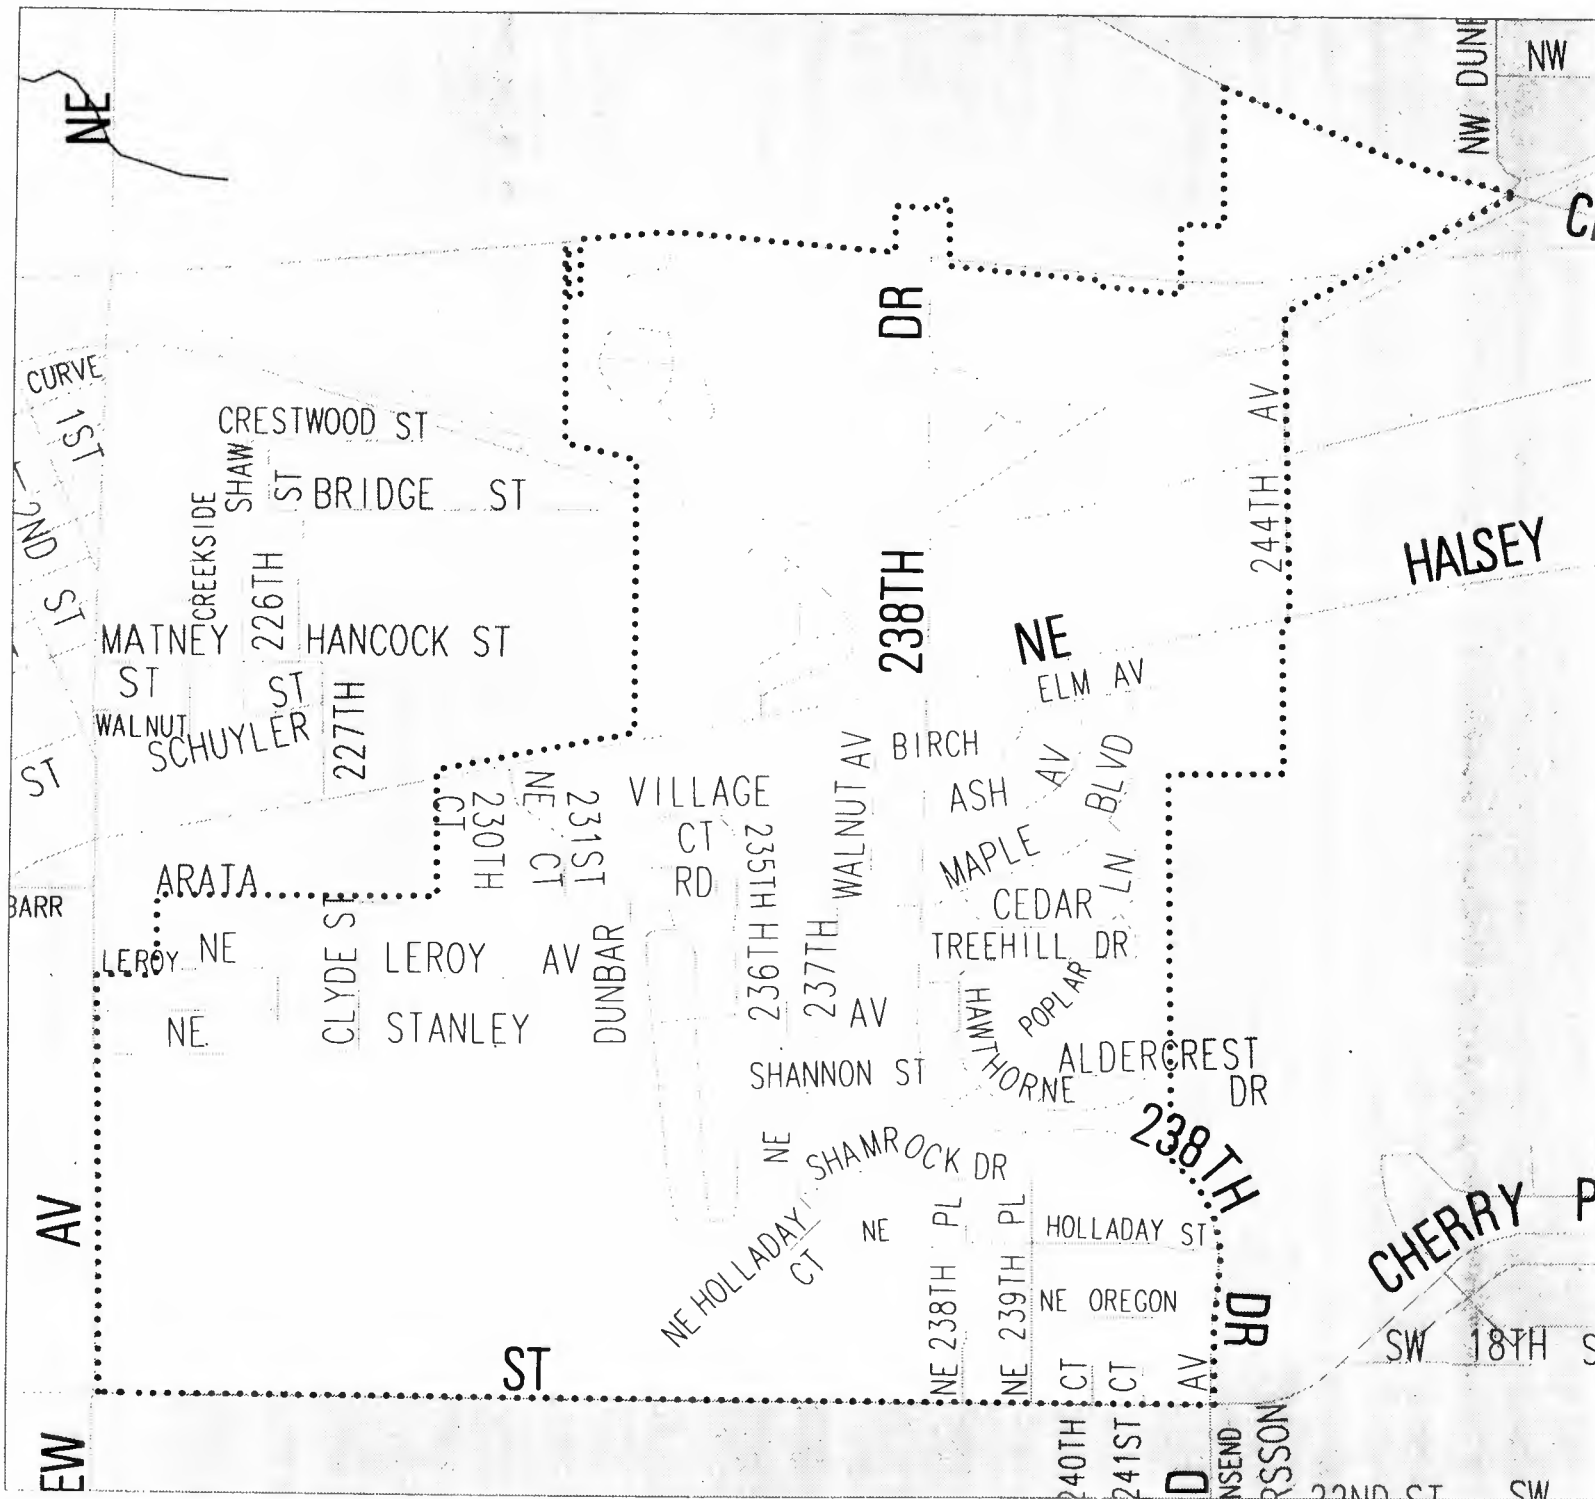 NE
NW DUNE
NW
DR
CURVE
1ST
CRESTWOOD ST
SHAW
ST
BRIDGE ST
244TH AV
2ND ST
CREEKSIDE
226TH
238TH
HALSEY
MATNEY ST
HANCOCK ST
NE
ELM AV
ST
WALNUT
SCHUYLER
227TH
ST
BIRCH
AV
BLVD
WALNUT AV
ASH
NE CT
230TH CT
231ST
VILLAGE
CT
RD
235TH
MAPLE
LN
ARATA
BARR
CEDAR
CLYDE ST
LEROY
NE
LEROY AV
DUNBAR
236TH
237TH
TREEHILL DR
HAWTHORNE
POPLAR
NE
STANLEY
AV
SHANNON ST
ALDERCREST
DR
NE
238TH
SHAMROCK DR
AV
NE HOLLADAY
CT
NE
NE 238TH PL
NE 239TH PL
HOLLADAY ST
CHERRY P
NE OREGON
DR
ST
CT
CT
AV
SW 18TH S
EW
240TH
241ST
D
NSEND
RSSON
22ND ST SW